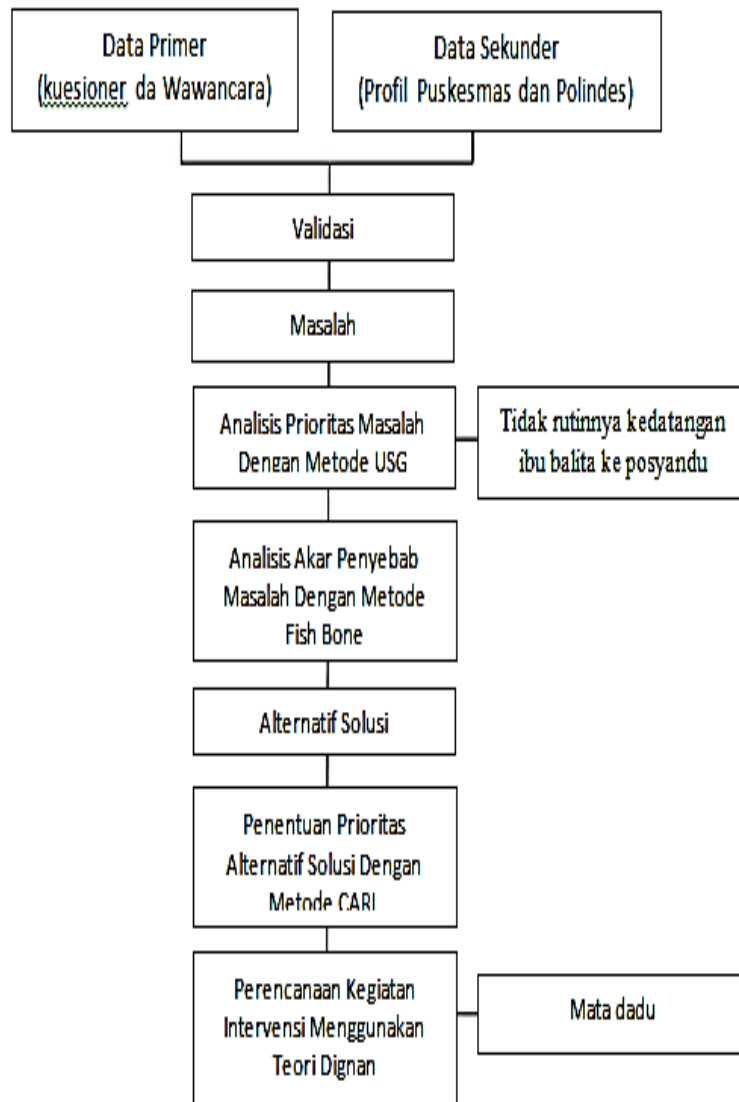 Data Primer
(kuesioner da Wawancara)
Data Sekunder
(Profil Puskesmas dan Polindes)
Validasi
Masalah
Analisis Prioritas Masalah
Dengan Metode USG
Tidak rutinnya kedatangan
ibu balita ke posyandu
Analisis Akar Penyebab
Masalah Dengan Metode
Fish Bone
Alternatif Solusi
Penentuan Prioritas
Alternatif Solusi Dengan
Metode CARL
Perencanaan Kegiatan
Intervensi Menggunakan
Teori Dignan
Mata dadu